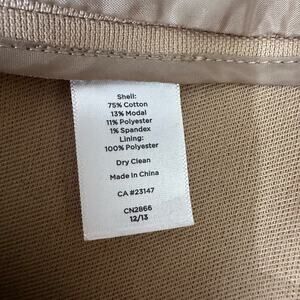 Shell:
75% Cotton
13% Modal
11% Polyester
1% Spandex
Lining:
100% Polyester
Dry Clean
Made in China
CA #23147
CN2866
12/13